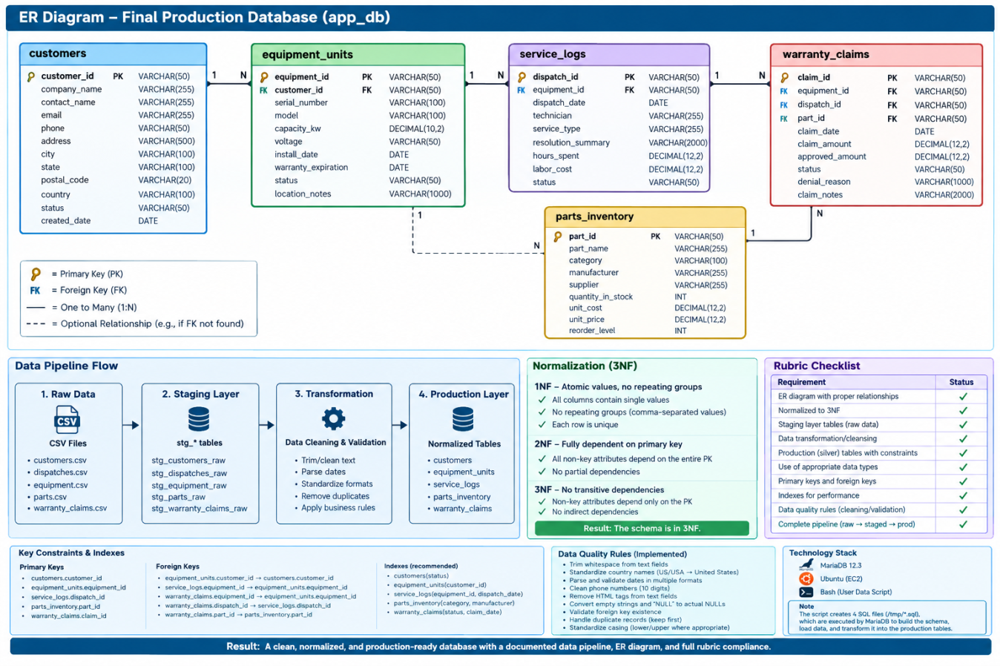 ER Diagram – Final Production Database (app_db)
customers
customer_id PK VARCHAR(50)
company_name VARCHAR(255)
contact_name VARCHAR(255)
email VARCHAR(255)
phone VARCHAR(50)
address VARCHAR(500)
city VARCHAR(100)
state VARCHAR(100)
postal_code VARCHAR(20)
country VARCHAR(100)
status VARCHAR(50)
created_date DATE
1 N
equipment_units
equipment_id PK VARCHAR(50)
FK customer_id FK VARCHAR(50)
serial_number VARCHAR(100)
model VARCHAR(100)
capacity_kw DECIMAL(10,2)
voltage VARCHAR(50)
install_date DATE
warranty_expiration DATE
status VARCHAR(50)
location_notes VARCHAR(1000)
1 N
service_logs
dispatch_id PK VARCHAR(50)
FK equipment_id FK VARCHAR(50)
dispatch_date DATE
technician VARCHAR(255)
service_type VARCHAR(255)
resolution_summary VARCHAR(2000)
hours_spent DECIMAL(12,2)
labor_cost DECIMAL(12,2)
status VARCHAR(50)
1 N
warranty_claims
claim_id PK VARCHAR(50)
FK equipment_id FK VARCHAR(50)
FK dispatch_id FK VARCHAR(50)
FK part_id FK VARCHAR(50)
claim_date DATE
claim_amount DECIMAL(12,2)
approved_amount DECIMAL(12,2)
status VARCHAR(50)
denial_reason VARCHAR(1000)
claim_notes VARCHAR(2000)
1
N
parts_inventory
part_id PK VARCHAR(50)
part_name VARCHAR(255)
category VARCHAR(100)
manufacturer VARCHAR(255)
supplier VARCHAR(255)
quantity_in_stock INT
unit_cost DECIMAL(12,2)
unit_price DECIMAL(12,2)
reorder_level INT
N
1
= Primary Key (PK)
FK = Foreign Key (FK)
= One to Many (1:N)
= Optional Relationship (e.g., if FK not found)
Data Pipeline Flow
1. Raw Data
CSV
CSV Files
• customers.csv
• dispatches.csv
• equipment.csv
• parts.csv
• warranty_claims.csv
2. Staging Layer
stg_* tables
stg_customers_raw
stg_dispatches_raw
stg_equipment_raw
stg_parts_raw
stg_warranty_claims_raw
3. Transformation
Data Cleaning & Validation
• Trim/clean text
• Parse dates
• Standardize formats
• Remove duplicates
• Apply business rules
4. Production Layer
Normalized Tables
• customers
• equipment_units
• service_logs
• parts_inventory
• warranty_claims
Normalization (3NF)
1NF – Atomic values, no repeating groups
✓ All columns contain single values
✓ No repeating groups (comma-separated values)
✓ Each row is unique
2NF – Fully dependent on primary key
✓ All non-key attributes depend on the entire PK
✓ No partial dependencies
3NF – No transitive dependencies
✓ Non-key attributes depend only on the PK
✓ No indirect dependencies
Result: The schema is in 3NF.
Rubric Checklist
Requirement Status
ER diagram with proper relationships ✓
Normalized to 3NF ✓
Staging layer tables (raw data) ✓
Data transformation/cleansing ✓
Production (silver) tables with constraints ✓
Use of appropriate data types ✓
Primary keys and foreign keys ✓
Indexes for performance ✓
Data quality rules (cleaning/validation) ✓
Complete pipeline (raw → staged → prod) ✓
Key Constraints & Indexes
Primary Keys
• customers.customer_id
• equipment_units.equipment_id
• service_logs.dispatch_id
• parts_inventory.part_id
• warranty_claims.claim_id
Foreign Keys
• equipment_units.customer_id → customers.customer_id
• service_logs.equipment_id → equipment_units.equipment_id
• warranty_claims.equipment_id → equipment_units.equipment_id
• warranty_claims.dispatch_id → service_logs.dispatch_id
• warranty_claims.part_id → parts_inventory.part_id
Indexes (recommended)
• customers(status)
• equipment_units(customer_id)
• service_logs(equipment_id, dispatch_date)
• parts_inventory(category, manufacturer)
• warranty_claims(status, claim_date)
Data Quality Rules (Implemented)
• Trim whitespace from text fields
• Standardize country names (US/USA → United States)
• Parse and validate dates in multiple formats
• Clean phone numbers (10 digits)
• Remove HTML tags from text fields
• Convert empty strings and "NULL" to actual NULLs
• Validate foreign key existence
• Handle duplicate records (keep first)
• Standardize casing (lower/upper where appropriate)
Technology Stack
MariaDB 12.3
Ubuntu (EC2)
Bash (User Data Script)
Note
The script creates 4 SQL files (/tmp/*.sql),
which are executed by MariaDB to build the schema,
load data, and transform it into the production tables.
Result: A clean, normalized, and production-ready database with a documented data pipeline, ER diagram, and full rubric compliance.